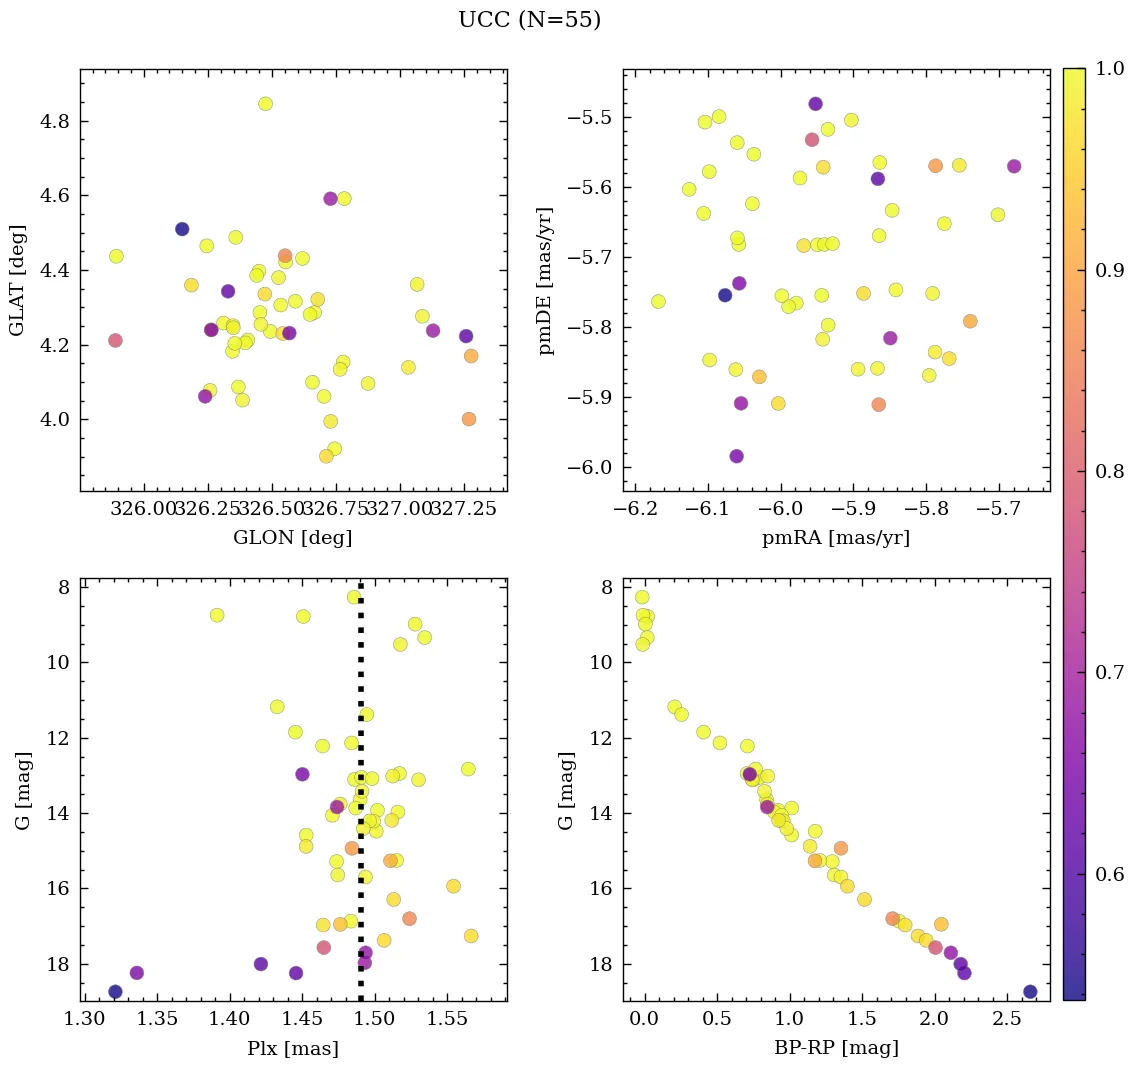 UCC (N=55)
4.8
4.6
4.4
4.2
4.0
GLAT [deg]
326.00 326.25 326.50 326.75 327.00 327.25
GLON [deg]
−5.5
−5.6
−5.7
−5.8
−5.9
−6.0
pmDE [mas/yr]
−6.2 −6.1 −6.0 −5.9 −5.8 −5.7
pmRA [mas/yr]
8
10
12
14
16
18
G [mag]
1.30 1.35 1.40 1.45 1.50 1.55
Plx [mas]
8
10
12
14
16
18
G [mag]
0.0 0.5 1.0 1.5 2.0 2.5
BP-RP [mag]
1.0
0.9
0.8
0.7
0.6